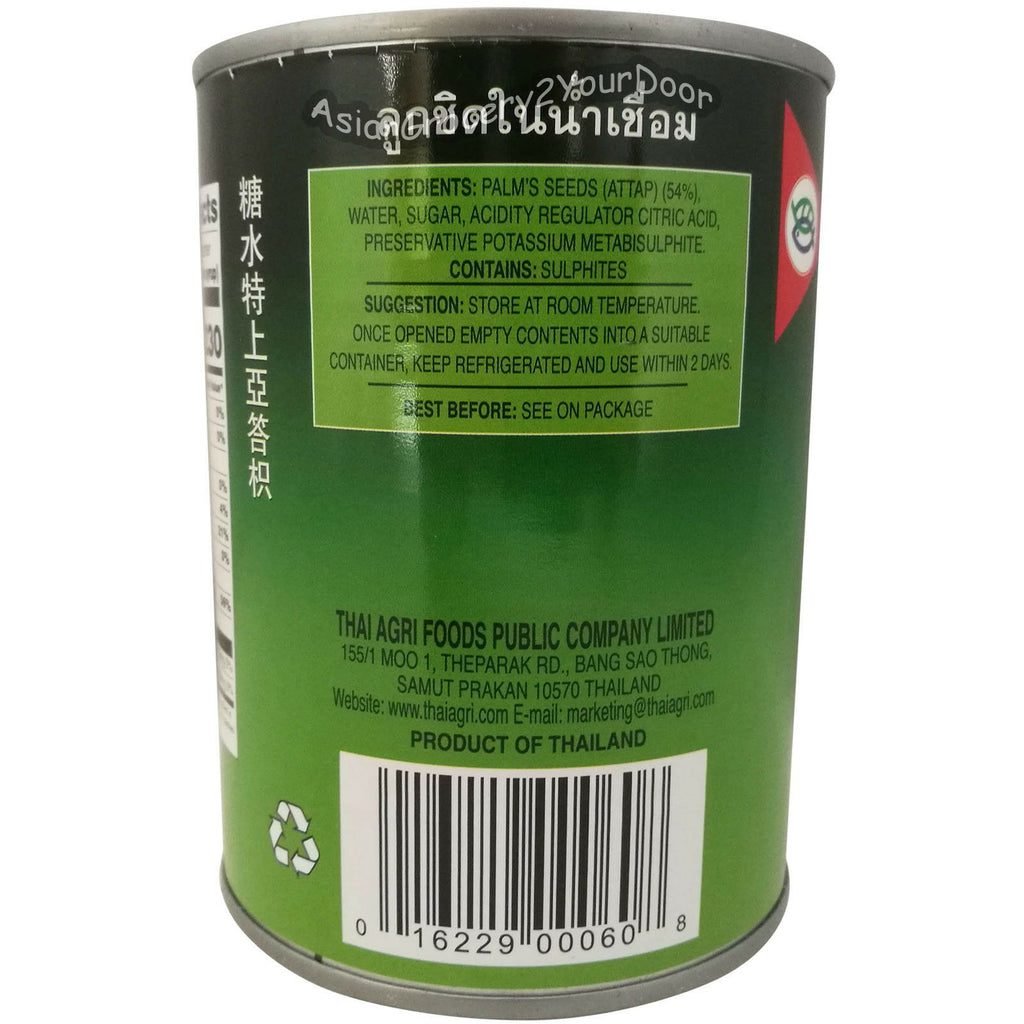 AsianGrocery2YourDoor
ลูกชิดในน้ำเชื่อม
糖水特上亞答枳
INGREDIENTS: PALM'S SEEDS (ATTAP) (54%),
WATER, SUGAR, ACIDITY REGULATOR CITRIC ACID,
PRESERVATIVE POTASSIUM METABISULPHITE.
CONTAINS: SULPHITES
SUGGESTION: STORE AT ROOM TEMPERATURE.
ONCE OPENED EMPTY CONTENTS INTO A SUITABLE
CONTAINER, KEEP REFRIGERATED AND USE WITHIN 2 DAYS.
BEST BEFORE: SEE ON PACKAGE
0%
4%
21%
0%
THAI AGRI FOODS PUBLIC COMPANY LIMITED
155/1 MOO 1, THEPARAK RD., BANG SAO THONG,
SAMUT PRAKAN 10570 THAILAND
Website: www.thaiagri.com E-mail: marketing@thaiagri.com
PRODUCT OF THAILAND
0 16229 00060 8